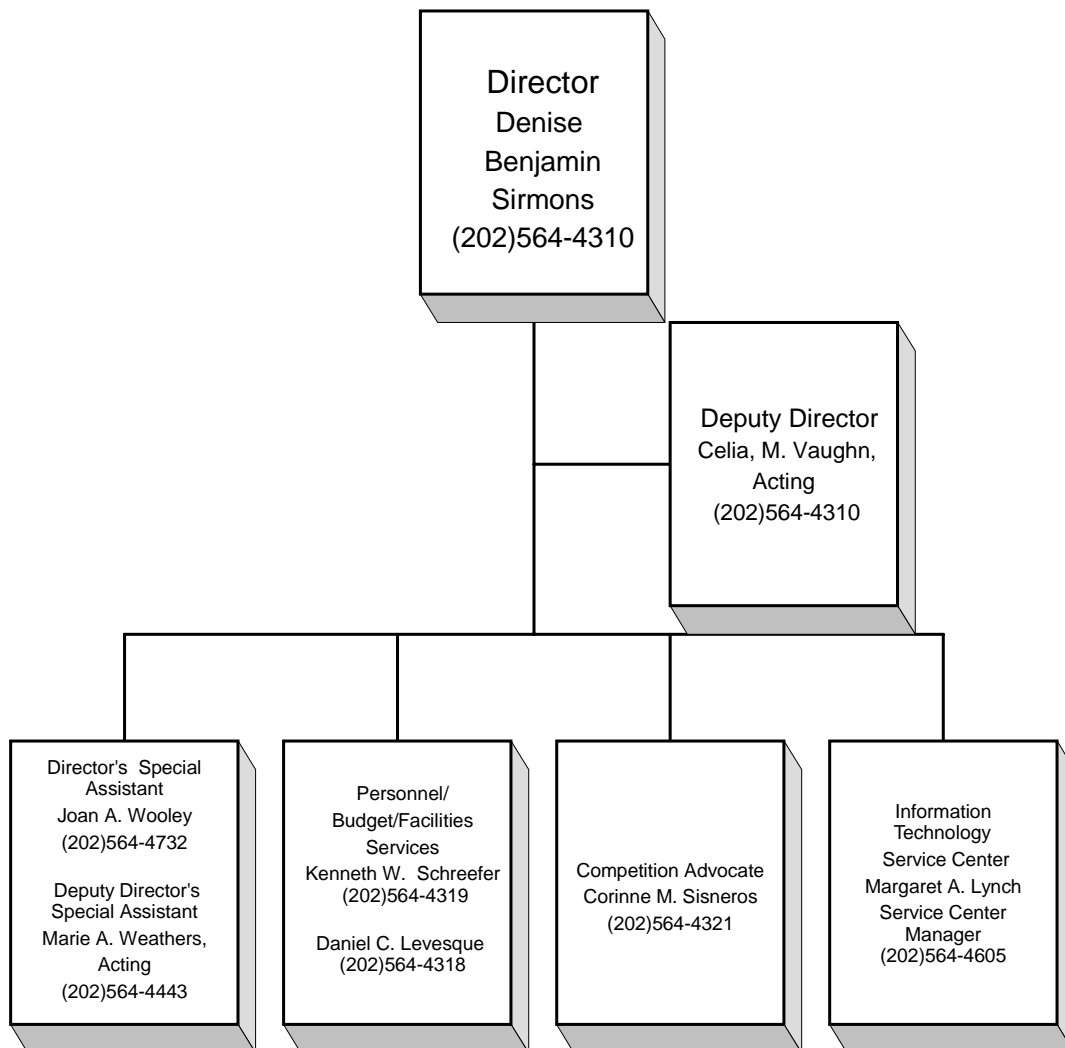 Director
Denise
Benjamin
Sirmons
(202)564-4310
Deputy Director
Celia, M. Vaughn,
Acting
(202)564-4310
Director's Special
Assistant
Joan A. Wooley
(202)564-4732
Deputy Director's
Special Assistant
Marie A. Weathers,
Acting
(202)564-4443
Personnel/
Budget/Facilities
Services
Kenneth W. Schreefer
(202)564-4319
Daniel C. Levesque
(202)564-4318
Competition Advocate
Corinne M. Sisneros
(202)564-4321
Information
Technology
Service Center
Margaret A. Lynch
Service Center
Manager
(202)564-4605